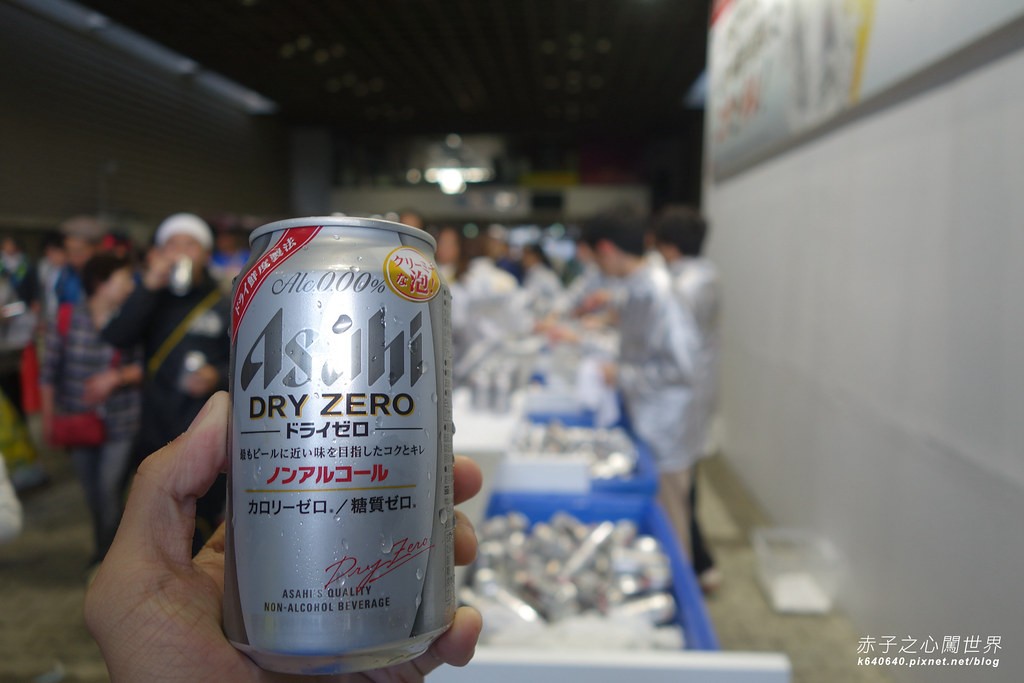 ドライ鮮度製法
Alc.0.00%
クリーミー
な泡!
Asahi
DRY ZERO
ドライゼロ
最もビールに近い味を目指したコクとキレ
ノンアルコール
カロリーゼロ※/糖質ゼロ※
Dry Zero
ASAHI'S QUALITY
NON-ALCOHOL BEVERAGE
赤子之心闖世界
k640640.pixnet.net/blog